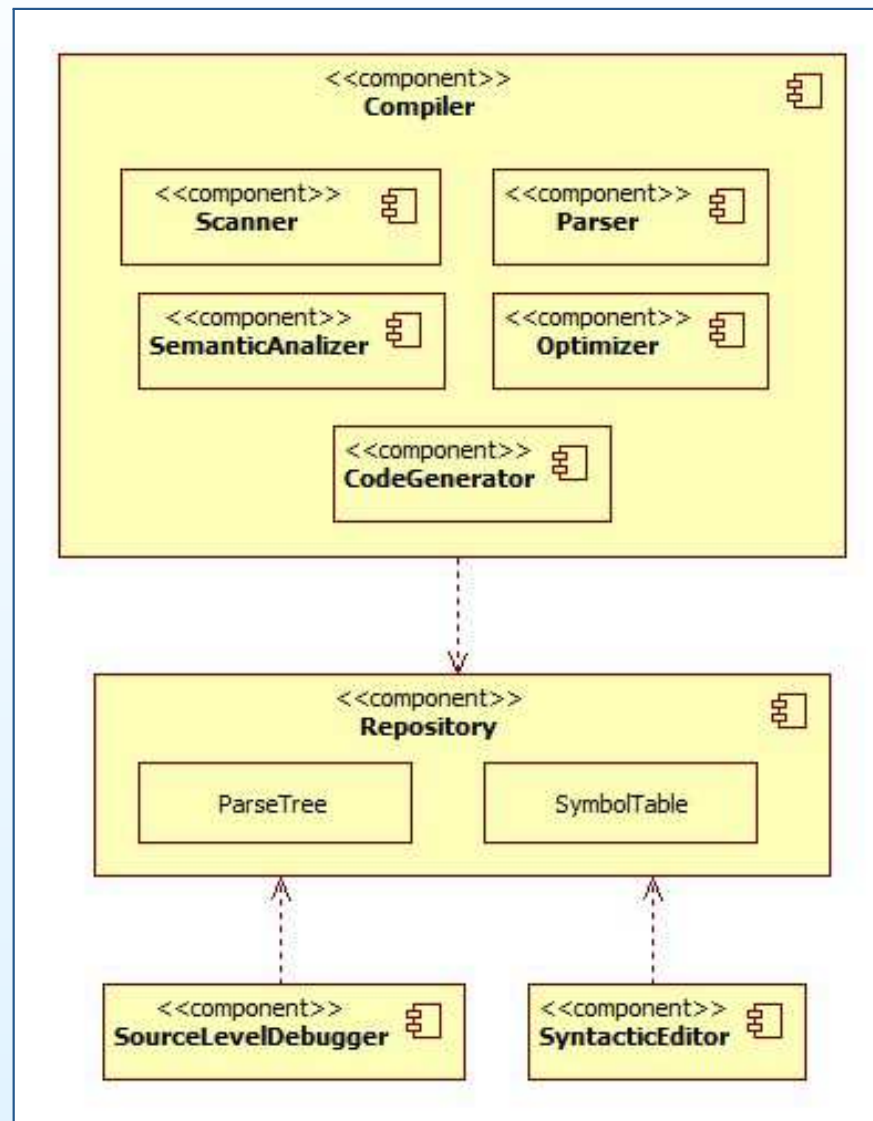 <<component>>
Compiler
<<component>>
Scanner
<<component>>
Parser
<<component>>
SemanticAnalizer
<<component>>
Optimizer
<<component>>
CodeGenerator
<<component>>
Repository
ParseTree
SymbolTable
<<component>>
SourceLevelDebugger
<<component>>
SyntacticEditor